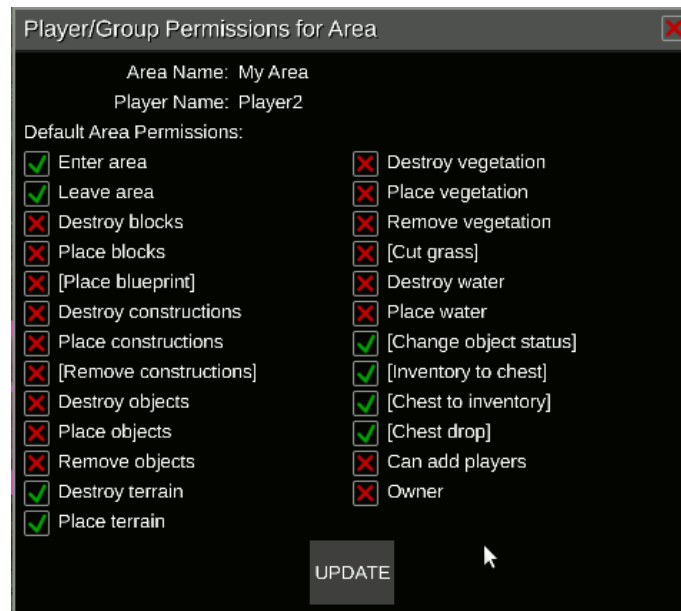 Player/Group Permissions for Area
Area Name: My Area
Player Name: Player2
Default Area Permissions:
Enter area
Leave area
Destroy blocks
Place blocks
[Place blueprint]
Destroy constructions
Place constructions
[Remove constructions]
Destroy objects
Place objects
Remove objects
Destroy terrain
Place terrain
Destroy vegetation
Place vegetation
Remove vegetation
[Cut grass]
Destroy water
Place water
[Change object status]
[Inventory to chest]
[Chest to inventory]
[Chest drop]
Can add players
Owner
UPDATE